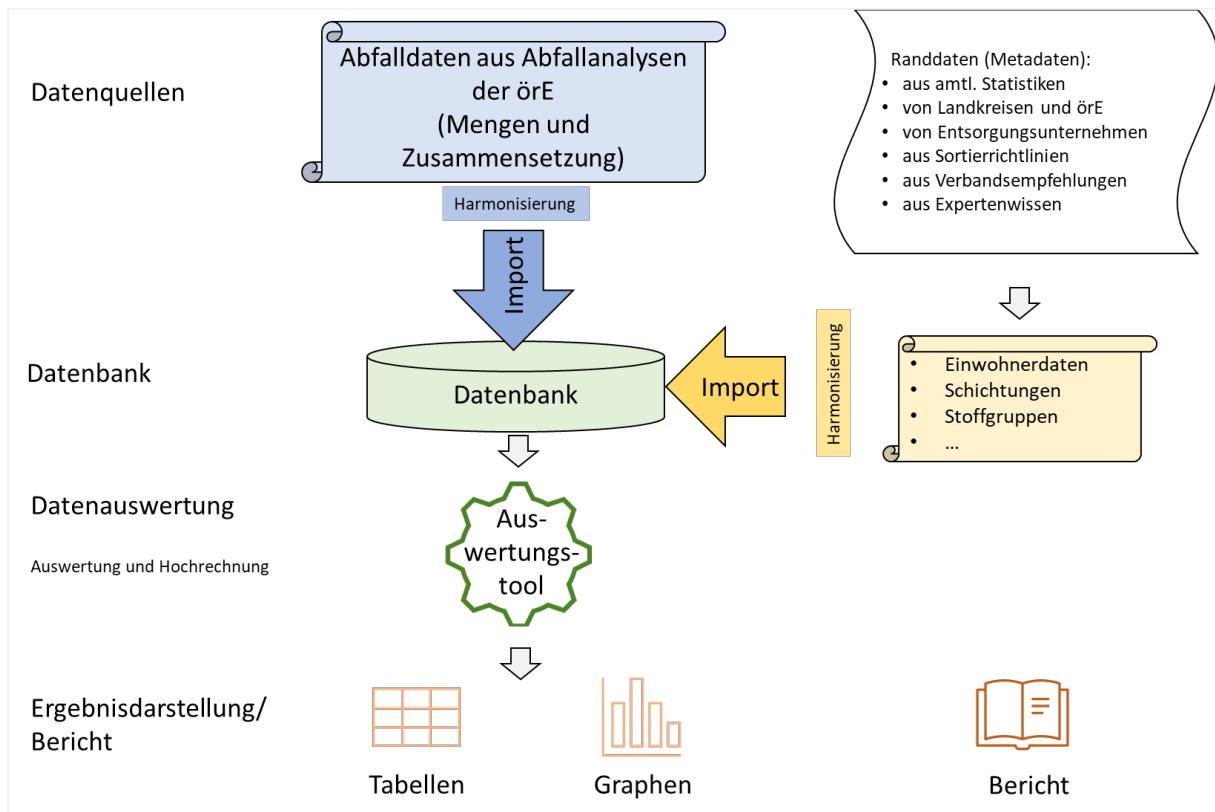 Datenquellen
Abfalldaten aus Abfallanalysen
der örE
(Mengen und
Zusammensetzung)
Harmonisierung
Import
Randdaten (Metadaten):
• aus amtl. Statistiken
• von Landkreisen und örE
• von Entsorgungsunternehmen
• aus Sortierrichtlinien
• aus Verbandsempfehlungen
• aus Expertenwissen
Datenbank
Datenbank
Import
Harmonisierung
• Einwohnerdaten
• Schichtungen
• Stoffgruppen
• ...
Datenauswertung
Auswertung und Hochrechnung
Aus-
wertungs-
tool
Ergebnisdarstellung/
Bericht
Tabellen
Graphen
Bericht